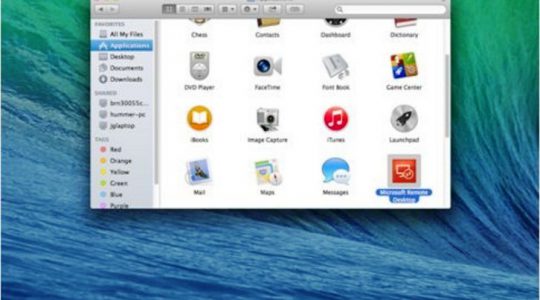 FAVORITES
All My Files
Applications
Desktop
Documents
Downloads
SHARED
brn30055c...
hummer-pc
jglaptop
TAGS
Red
Orange
Yellow
Green
Blue
Purple
Chess
Contacts
Dashboard
Dictionary
DVD Player
FaceTime
Font Book
Game Center
iBooks
Image Capture
iTunes
Launchpad
Mail
Maps
Messages
Microsoft Remote
Desktop